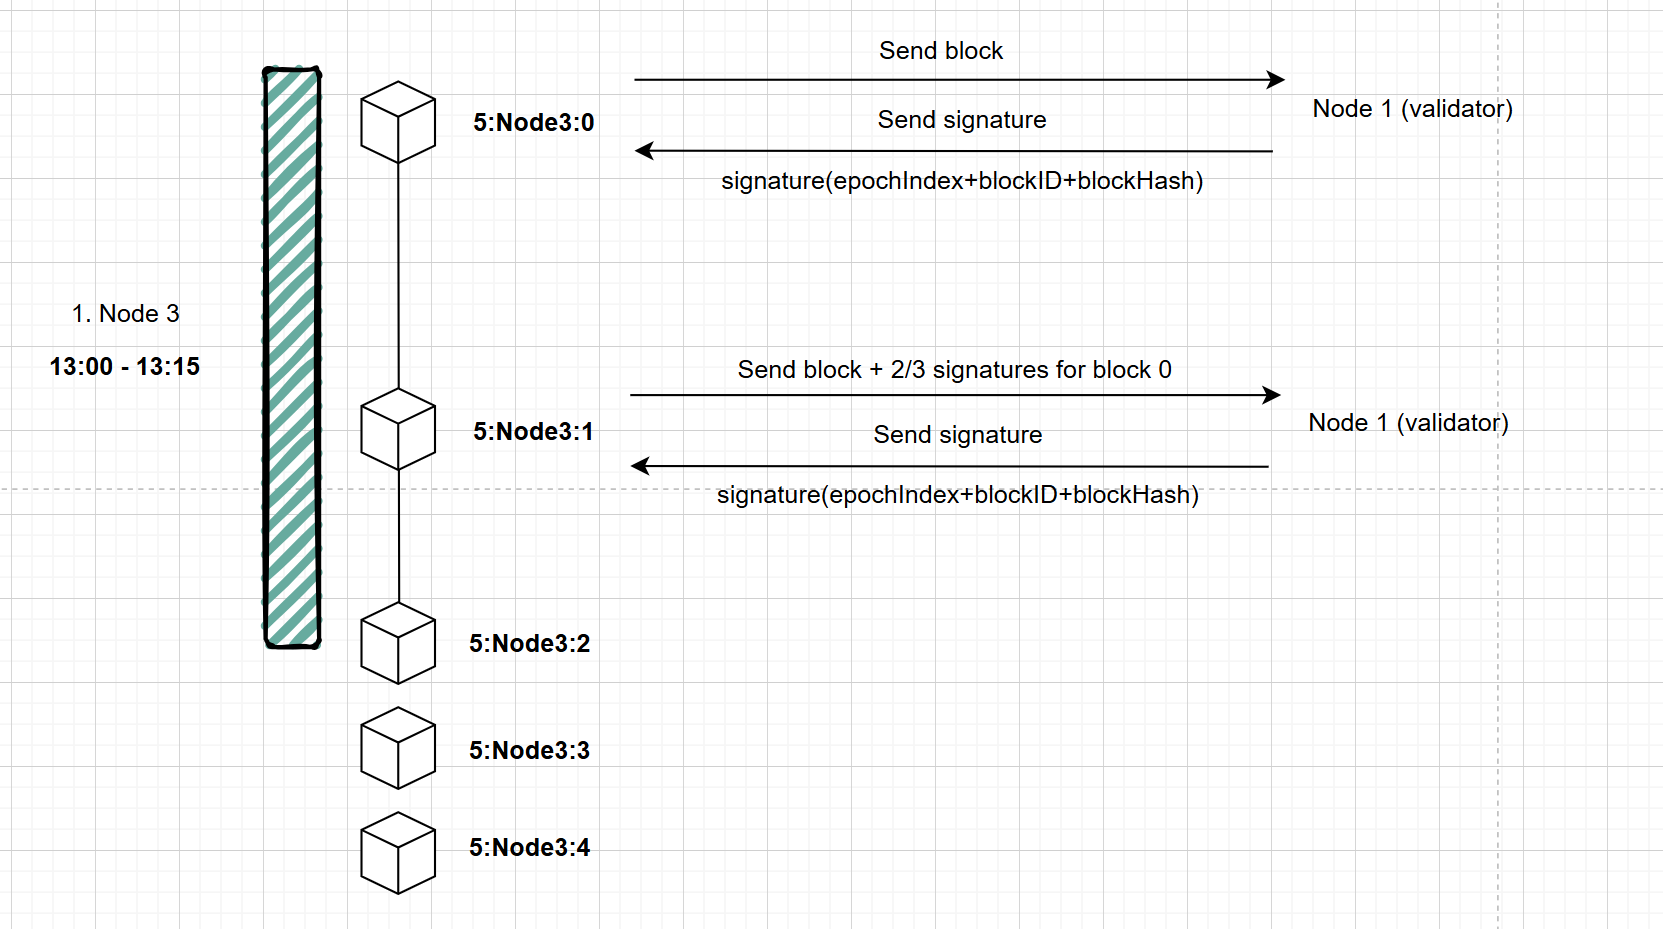 Send block
5:Node3:0
Node 1 (validator)
Send signature
signature(epochIndex+blockID+blockHash)
1. Node 3
13:00 - 13:15
Send block + 2/3 signatures for block 0
5:Node3:1
Node 1 (validator)
Send signature
signature(epochIndex+blockID+blockHash)
5:Node3:2
5:Node3:3
5:Node3:4